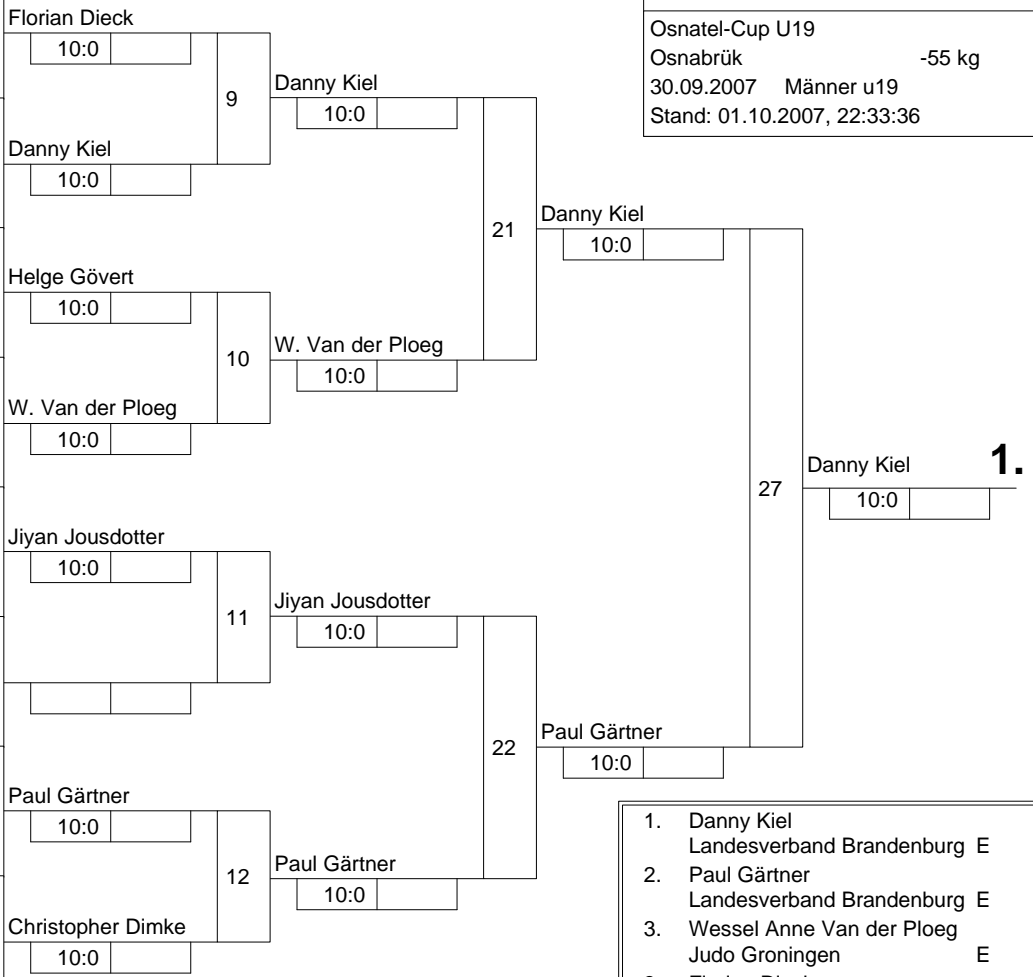 Osnatel-Cup U19
Osnabrük -55 kg
30.09.2007 Männer u19
Stand: 01.10.2007, 22:33:36
Florian Dieck
10:0
9
Danny Kiel
10:0
Danny Kiel
10:0
21
Danny Kiel
10:0
Helge Gövert
10:0
10
W. Van der Ploeg
10:0
W. Van der Ploeg
10:0
27
Danny Kiel 1.
10:0
Jiyan Jousdotter
10:0
11
Jiyan Jousdotter
10:0
22
Paul Gärtner
10:0
Paul Gärtner
10:0
12
Paul Gärtner
10:0
Christopher Dimke
10:0
1. Danny Kiel
Landesverband Brandenburg E
2. Paul Gärtner
Landesverband Brandenburg E
3. Wessel Anne Van der Ploeg
Judo Groningen E